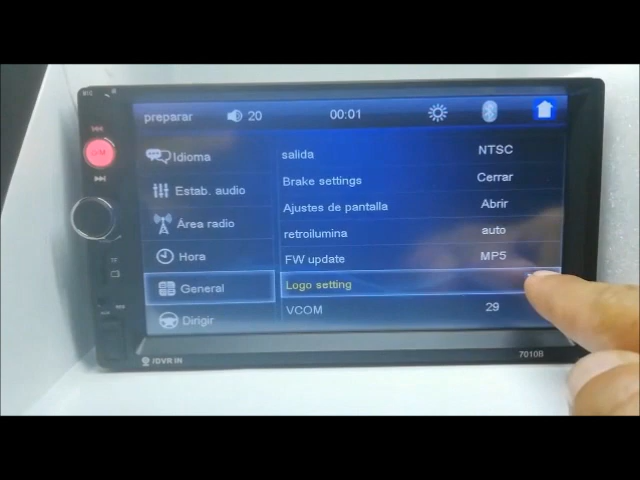 MIC
preparar 20 00:01
Idioma
Estab. audio
Área radio
Hora
General
Dirigir
salida NTSC
Brake settings Cerrar
Ajustes de pantalla Abrir
retroilumina auto
FW update MP5
Logo setting
VCOM 29
/DVR IN
7010B